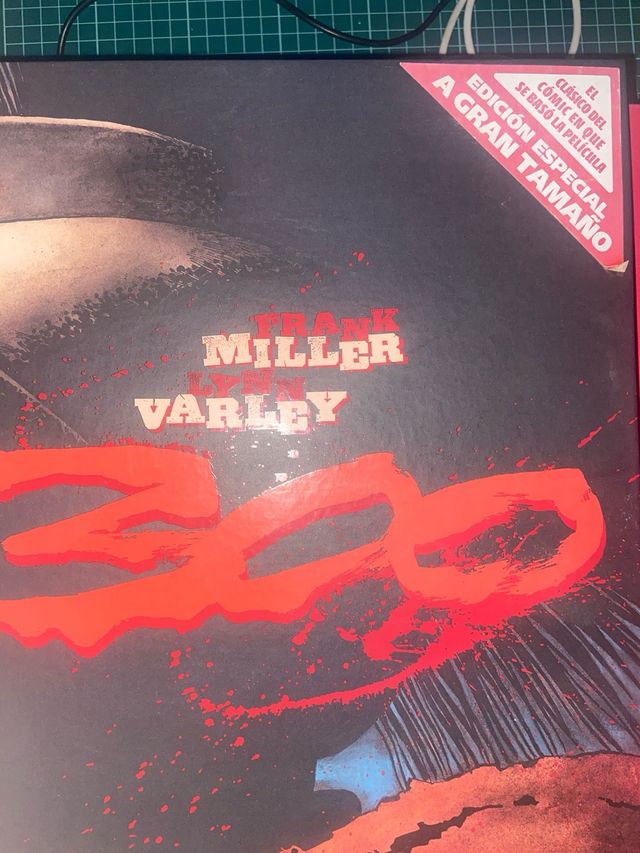 EL
CLÁSICO DEL
CÓMIC EN QUE
SE BASÓ LA PELÍCULA
EDICIÓN ESPECIAL
A GRAN TAMAÑO
FRANK
MILLER
LYNN
VARLEY
300